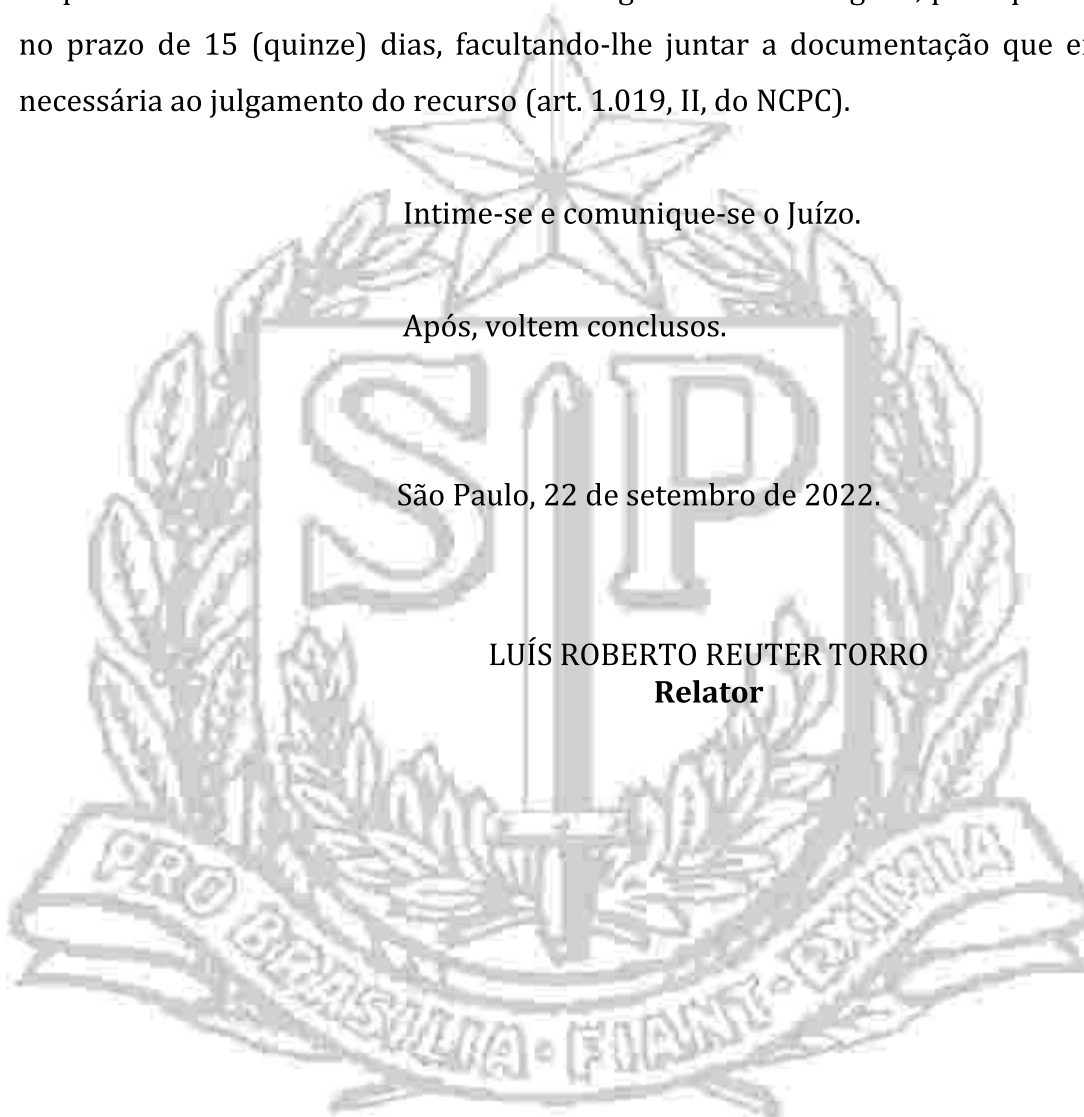 no prazo de 15 (quinze) dias, facultando-lhe juntar a documentação que
necessária ao julgamento do recurso (art. 1.019, II, do NCPC).
Intime-se e comunique-se o Juízo.
Após, voltem conclusos.
S P
São Paulo, 22 de setembro de 2022.
LUÍS ROBERTO REUTER TORRO
Relator
PRO BRASILIA FIANT EXIMIA